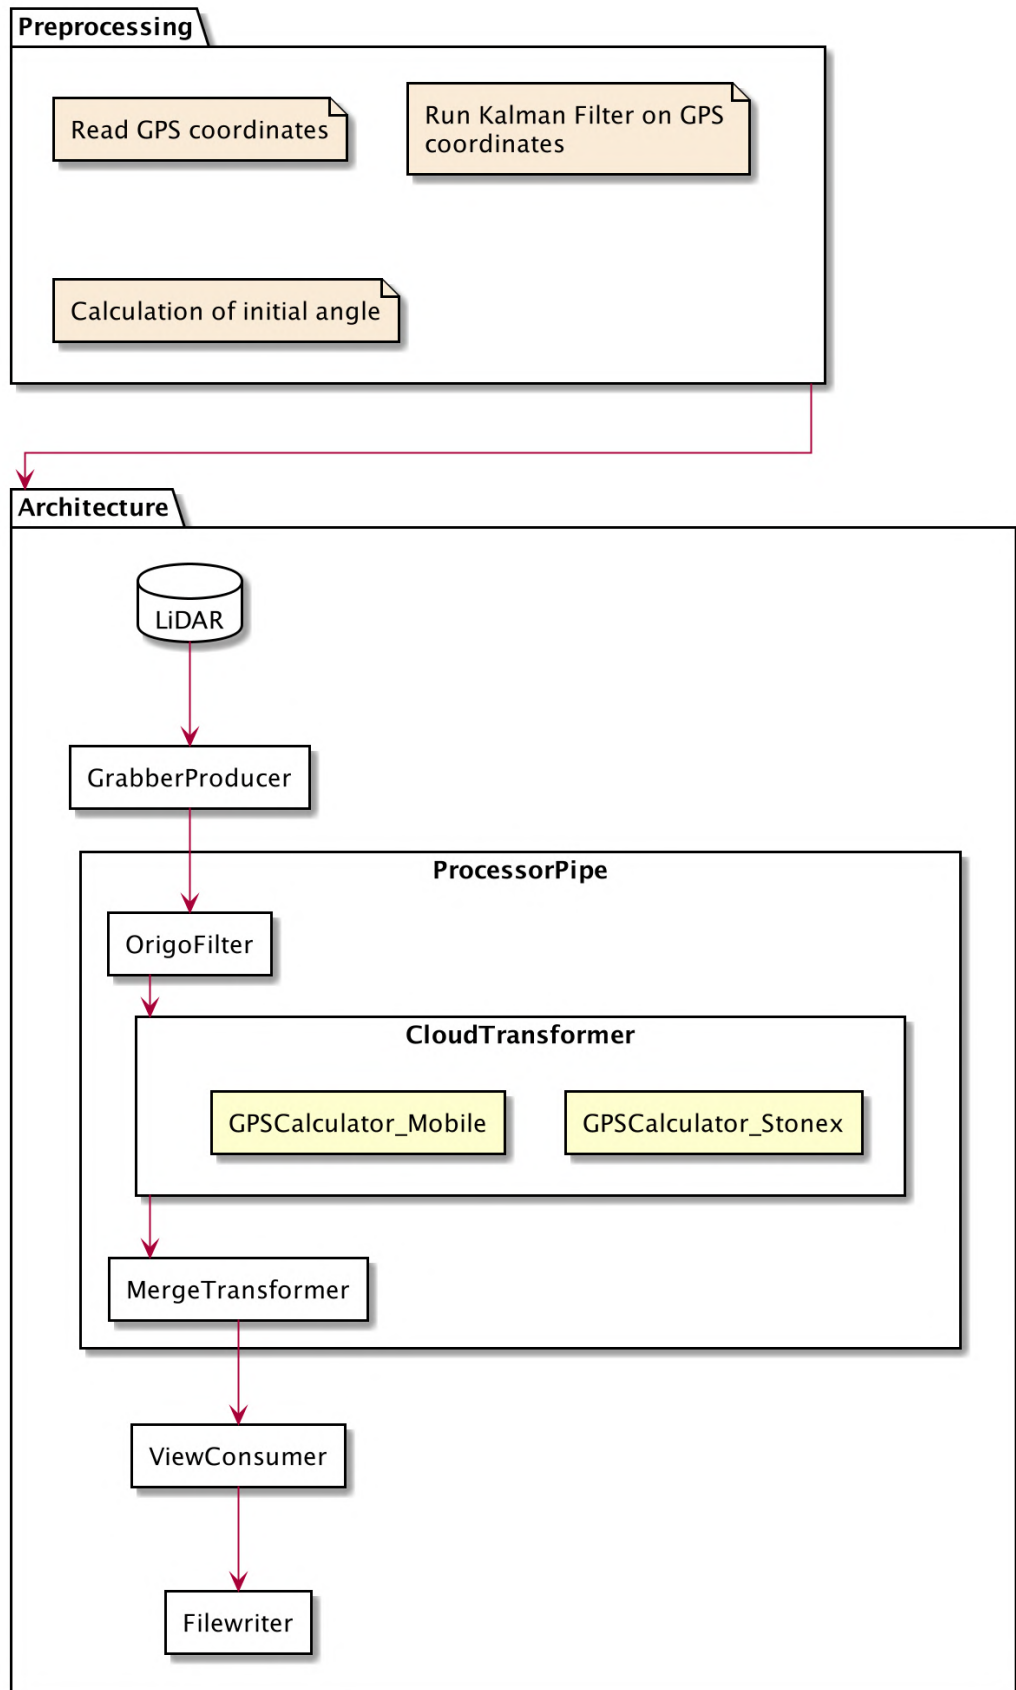 Preprocessing
Read GPS coordinates
Run Kalman Filter on GPS
coordinates
Calculation of initial angle
Architecture
LiDAR
GrabberProducer
ProcessorPipe
OrigoFilter
CloudTransformer
GPSCalculator_Mobile
GPSCalculator_Stonex
MergeTransformer
ViewConsumer
Filewriter